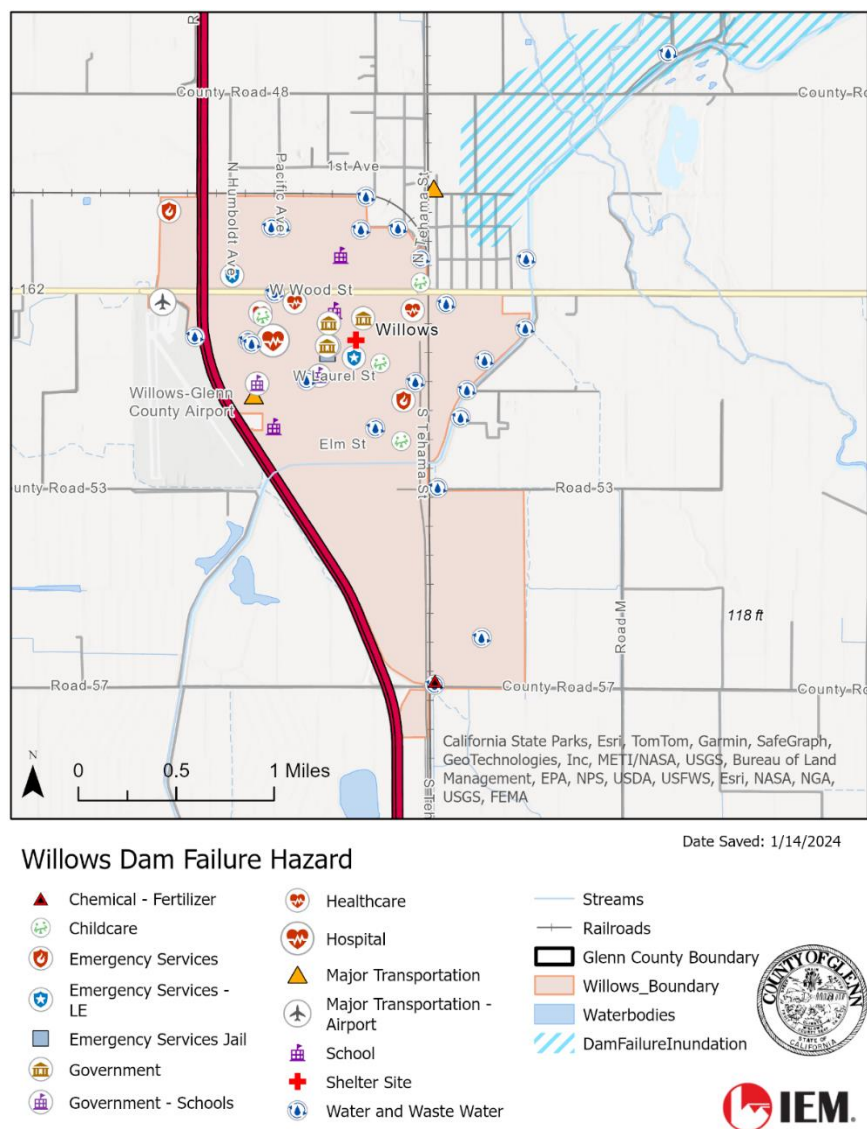 R
County Road 48
County Ro
N Humboldt Ave
Pacific Ave
1st Ave
N Tehama St
162
W Wood St
Willows
W Laurel St
Willows-Glenn
County Airport
Elm St
S Tehama St
County Road 53
Road 53
Road M
118 ft
Road 57
County Road 57
County Ro
S Teh
N
0 0.5 1 Miles
California State Parks, Esri, TomTom, Garmin, SafeGraph,
GeoTechnologies, Inc, METI/NASA, USGS, Bureau of Land
Management, EPA, NPS, USDA, USFWS, Esri, NASA, NGA,
USGS, FEMA
Date Saved: 1/14/2024
Willows Dam Failure Hazard
Chemical - Fertilizer
Childcare
Emergency Services
Emergency Services -
LE
Emergency Services Jail
Government
Government - Schools
Healthcare
Hospital
Major Transportation
Major Transportation -
Airport
School
Shelter Site
Water and Waste Water
Streams
Railroads
Glenn County Boundary
Willows_Boundary
Waterbodies
DamFailureInundation
COUNTY OF GLENN
STATE OF
CALIFORNIA
IEM.